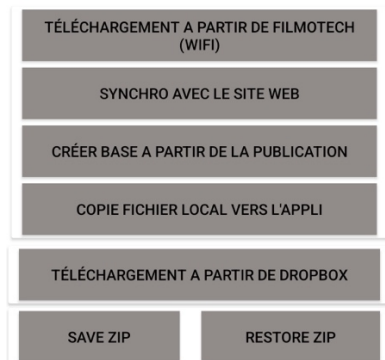 TÉLÉCHARGEMENT A PARTIR DE FILMOTECH
(WIFI)
SYNCHRO AVEC LE SITE WEB
CRÉER BASE A PARTIR DE LA PUBLICATION
COPIE FICHIER LOCAL VERS L'APPLI
TÉLÉCHARGEMENT A PARTIR DE DROPBOX
SAVE ZIP
RESTORE ZIP